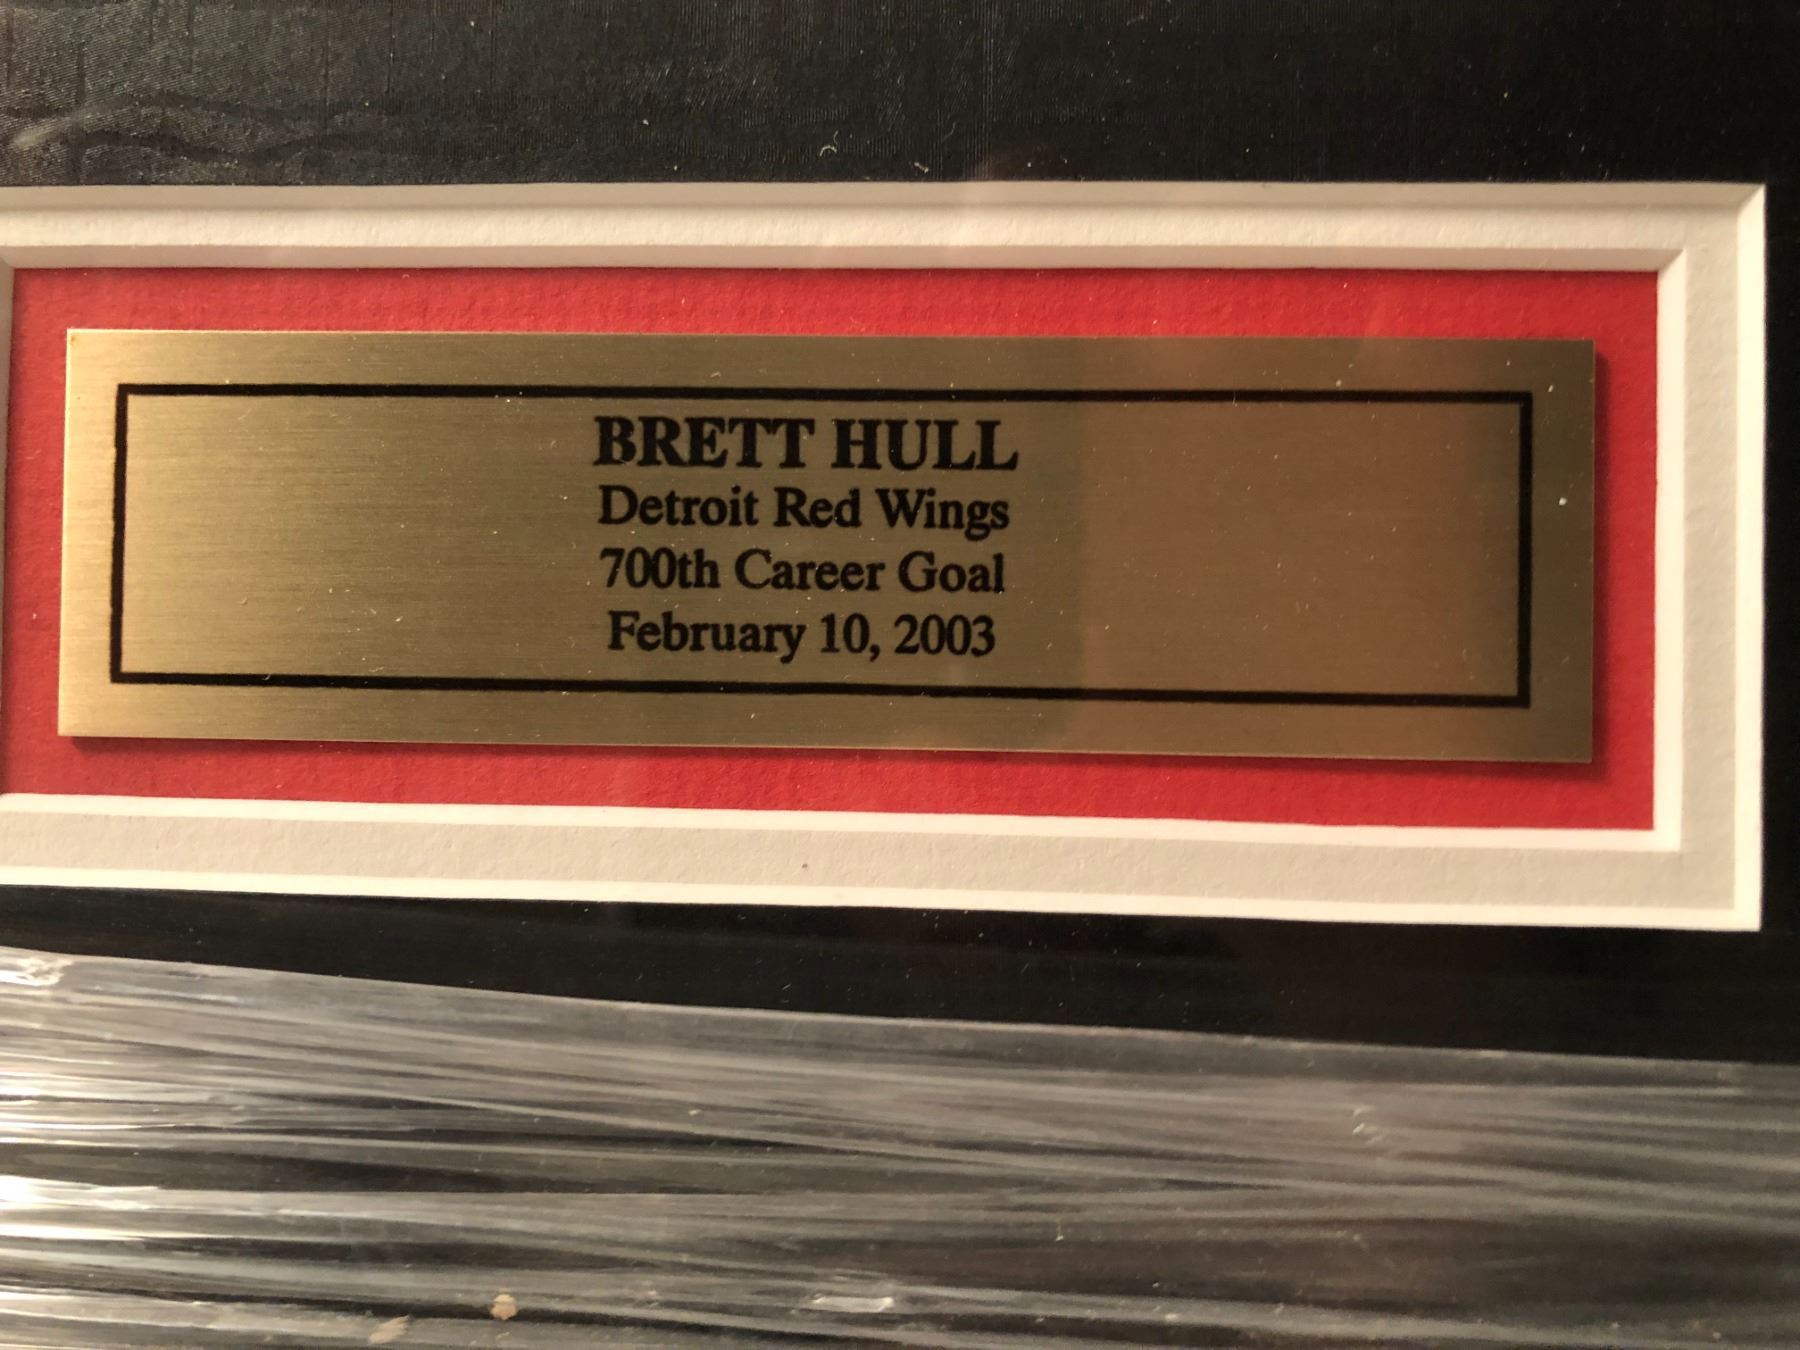 BRETT HULL
Detroit Red Wings
700th Career Goal
February 10, 2003